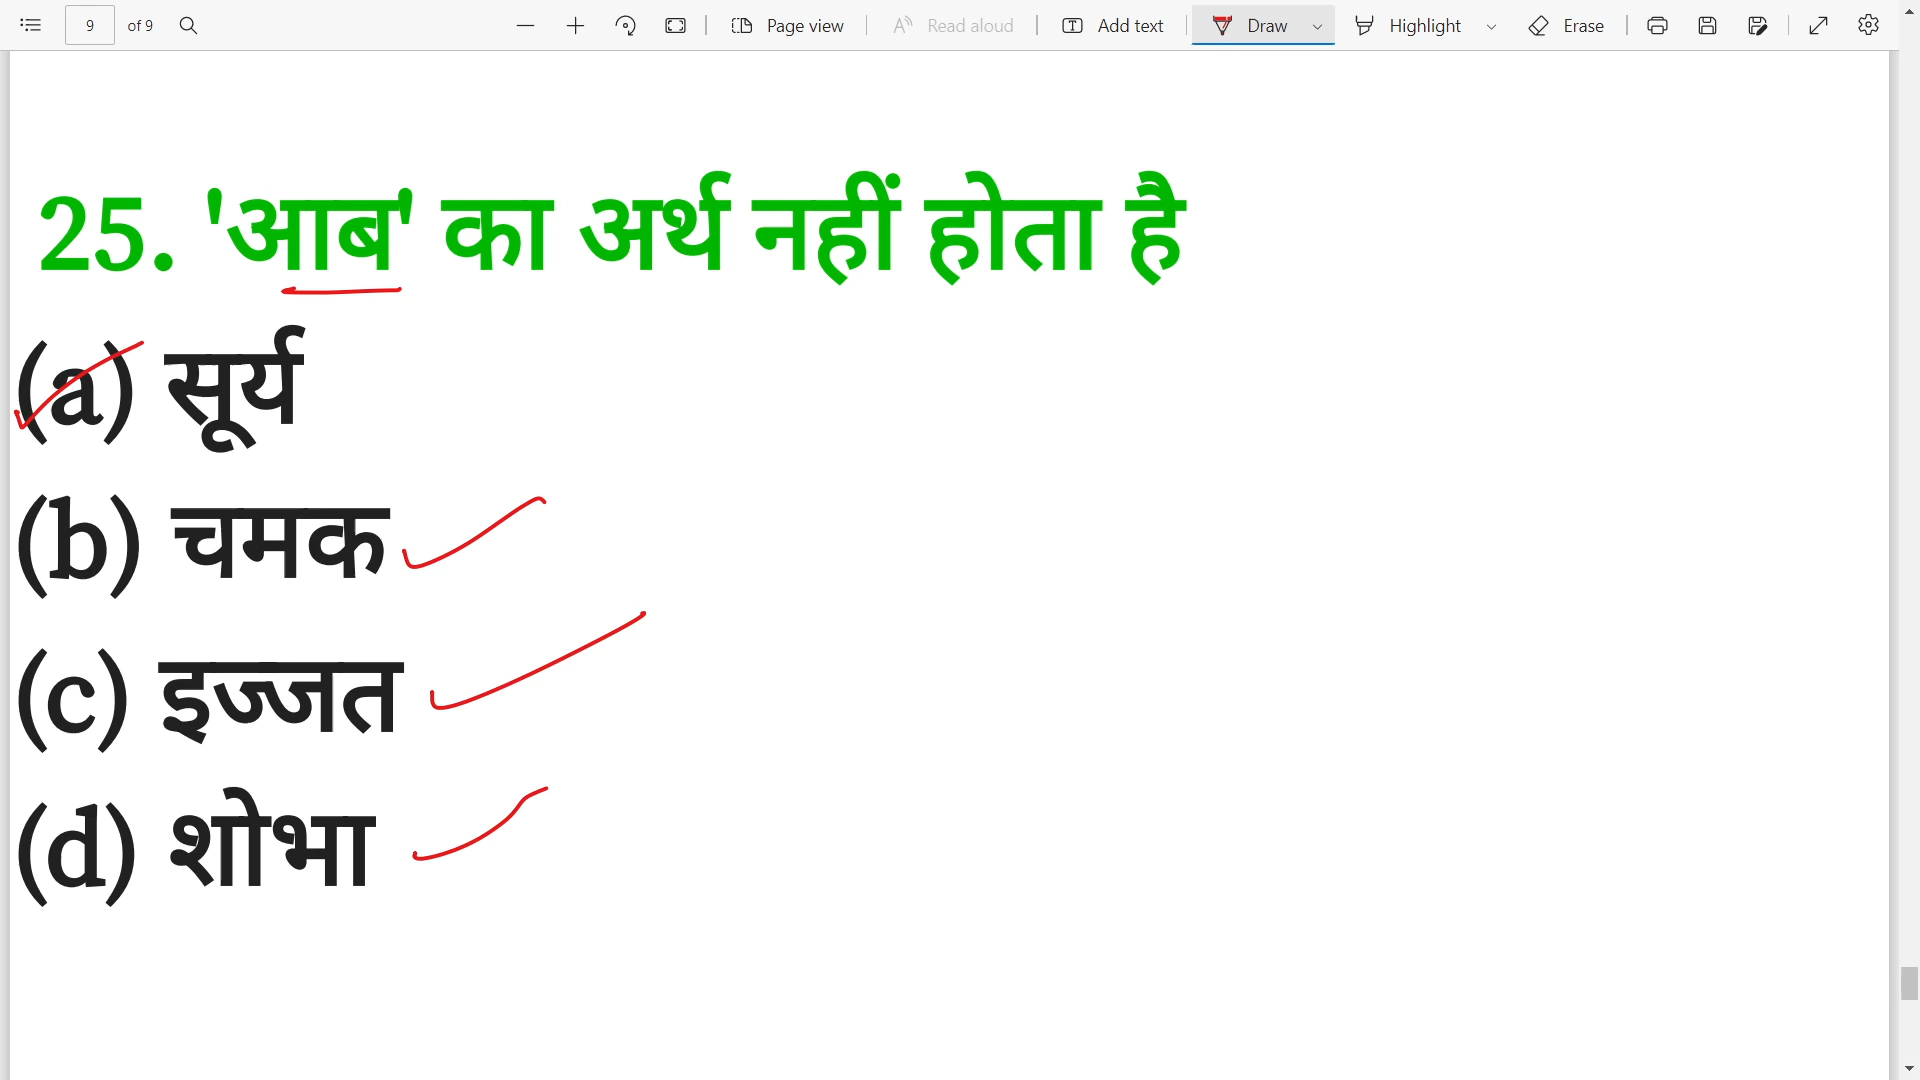 9 of 9 Page view Read aloud Add text Draw Highlight Erase
25. 'आब' का अर्थ नहीं होता है
(a) सूर्य
(b) चमक
(c) इज्जत
(d) शोभा